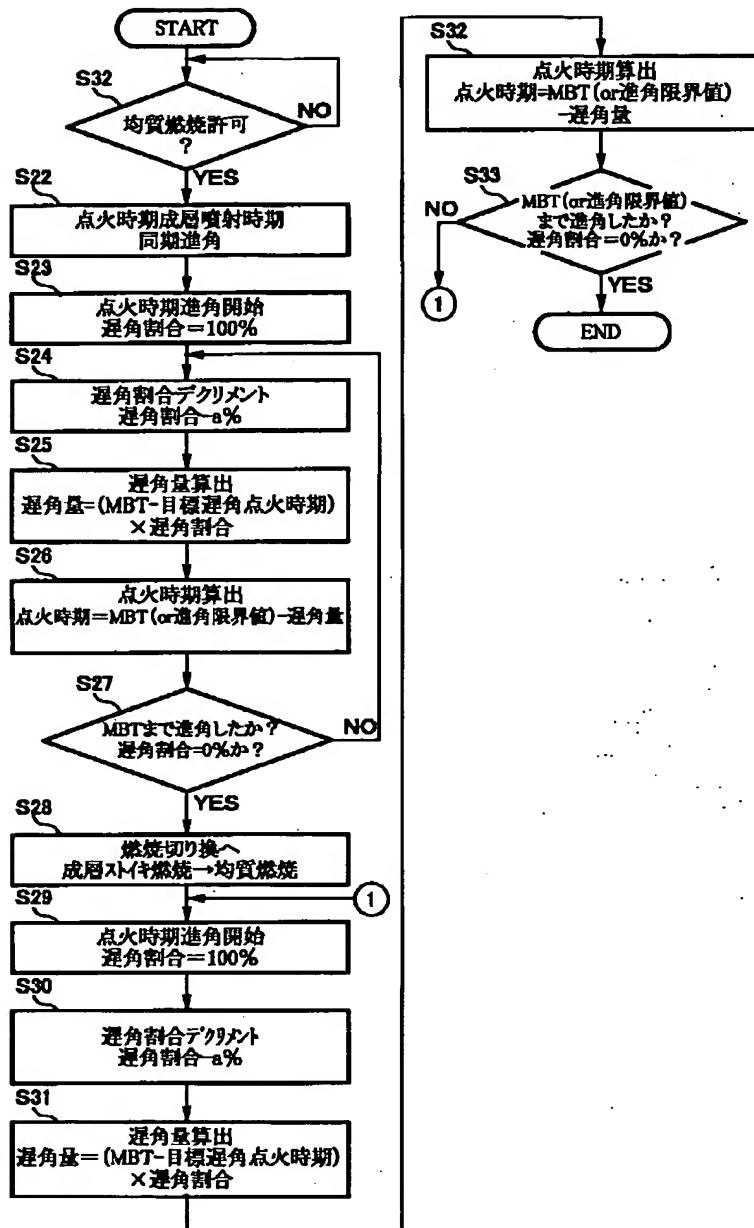 START
S32
均質燃焼許可
?
NO
YES
S22
点火時期成層噴射時期
同期進角
S23
点火時期進角開始
遅角割合=100%
S24
遅角割合デクリメント
遅角割合-a%
S25
遅角量算出
遅角量=(MBT-目標遅角点火時期)
×遅角割合
S26
点火時期算出
点火時期=MBT(or進角限界値)-遅角量
S27
MBTまで進角したか?
遅角割合=0%か?
NO
YES
S28
燃焼切り換へ
成層ストイキ燃焼→均質燃焼
1
S29
点火時期進角開始
遅角割合=100%
S30
遅角割合デクリメント
遅角割合-a%
S31
遅角量算出
遅角量=(MBT-目標遅角点火時期)
×遅角割合
S32
点火時期算出
点火時期=MBT(or進角限界値)
-遅角量
S33
MBT(or進角限界値)
まで進角したか?
遅角割合=0%か?
NO
1
YES
END